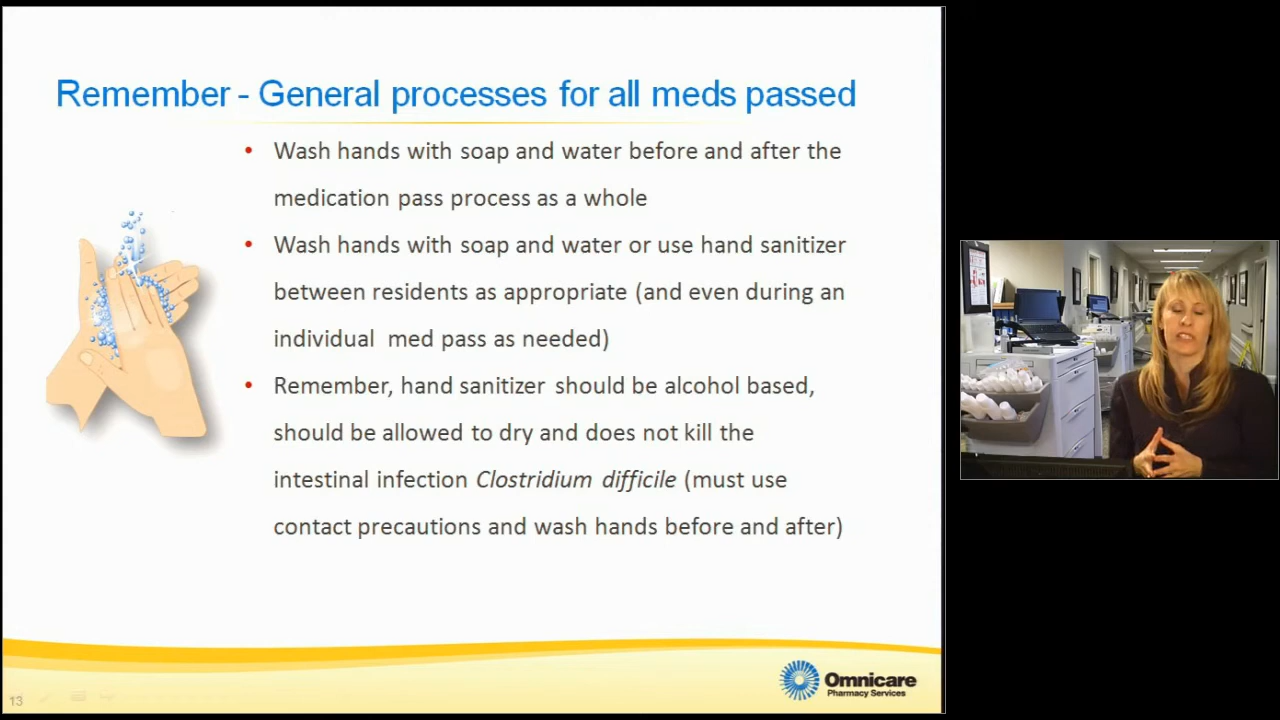 Remember - General processes for all meds passed
• Wash hands with soap and water before and after the
medication pass process as a whole
• Wash hands with soap and water or use hand sanitizer
between residents as appropriate (and even during an
individual med pass as needed)
• Remember, hand sanitizer should be alcohol based,
should be allowed to dry and does not kill the
intestinal infection Clostridium difficile (must use
contact precautions and wash hands before and after)
Omnicare
Pharmacy Services
13